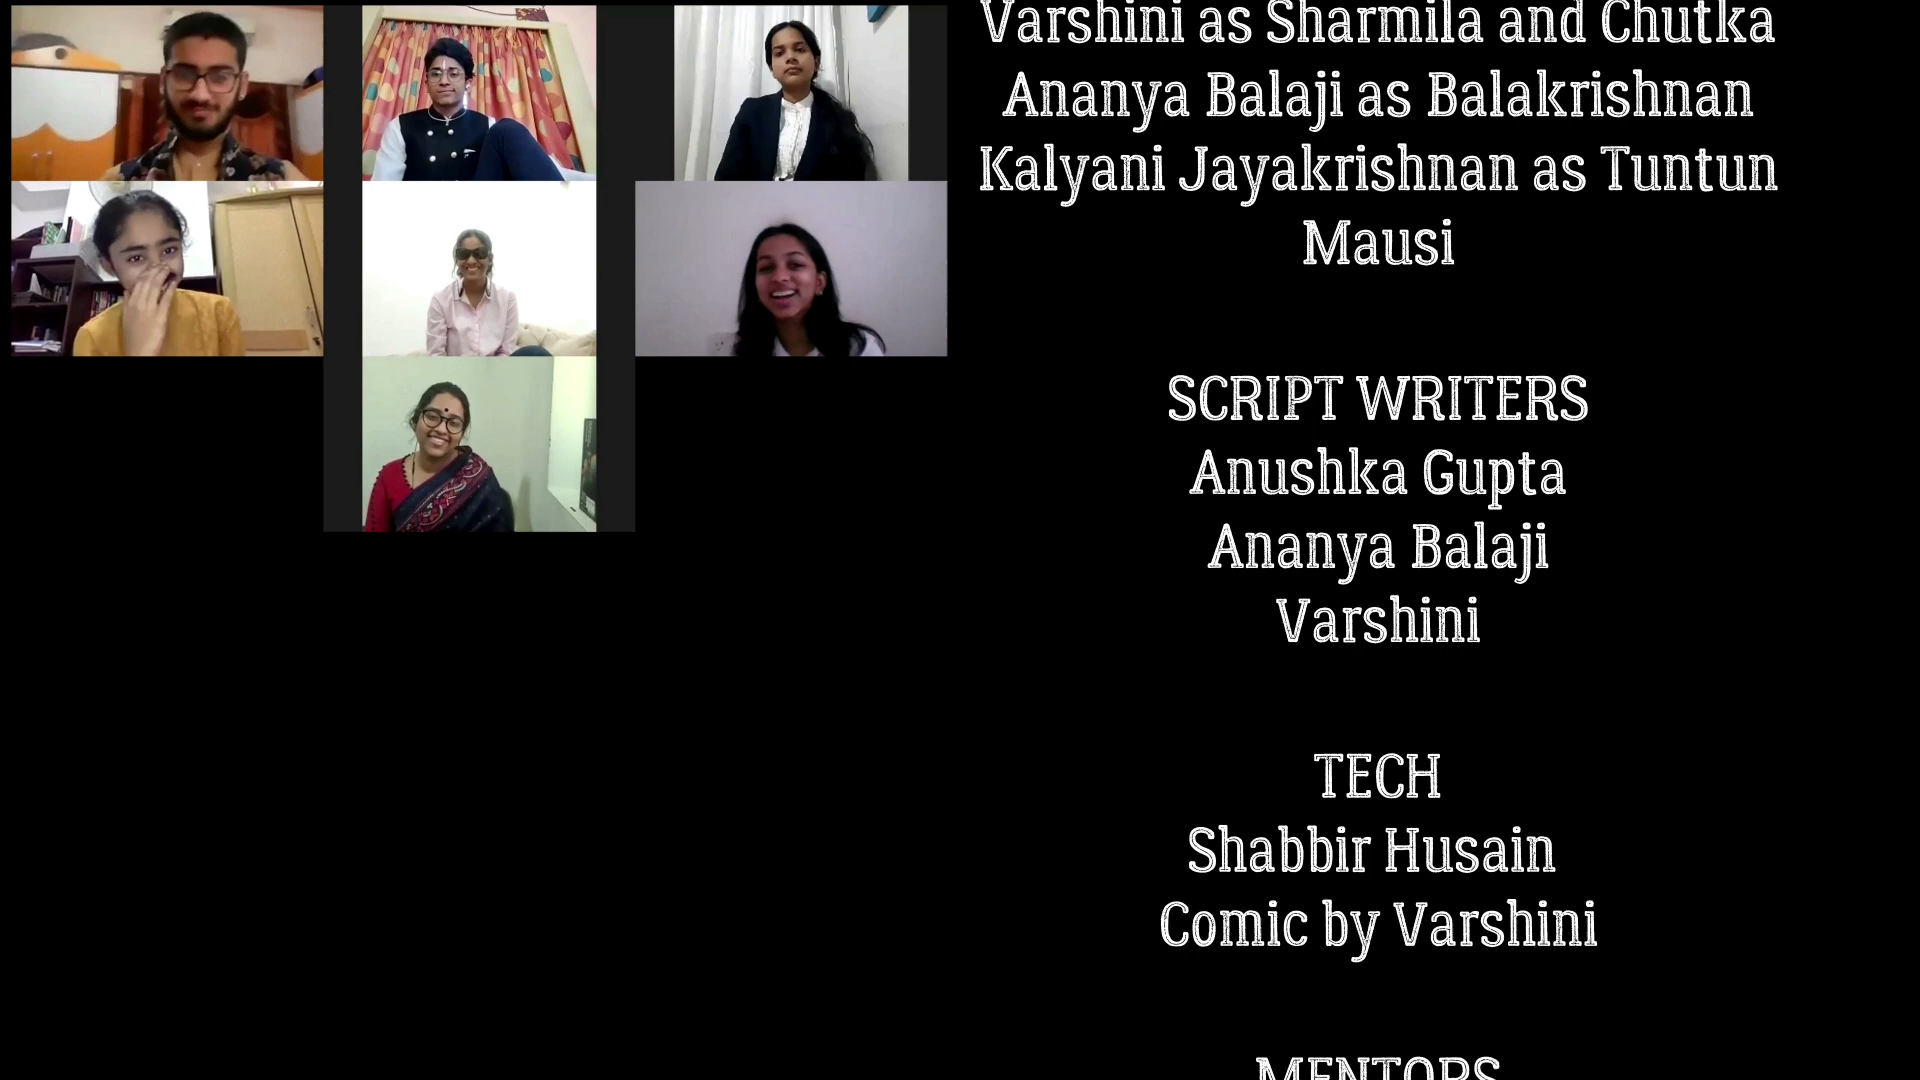 Varshini as Sharmila and Chutka
Ananya Balaji as Balakrishnan
Kalyani Jayakrishnan as Tuntun
Mausi
SCRIPT WRITERS
Anushka Gupta
Ananya Balaji
Varshini
TECH
Shabbir Husain
Comic by Varshini
MENTORS